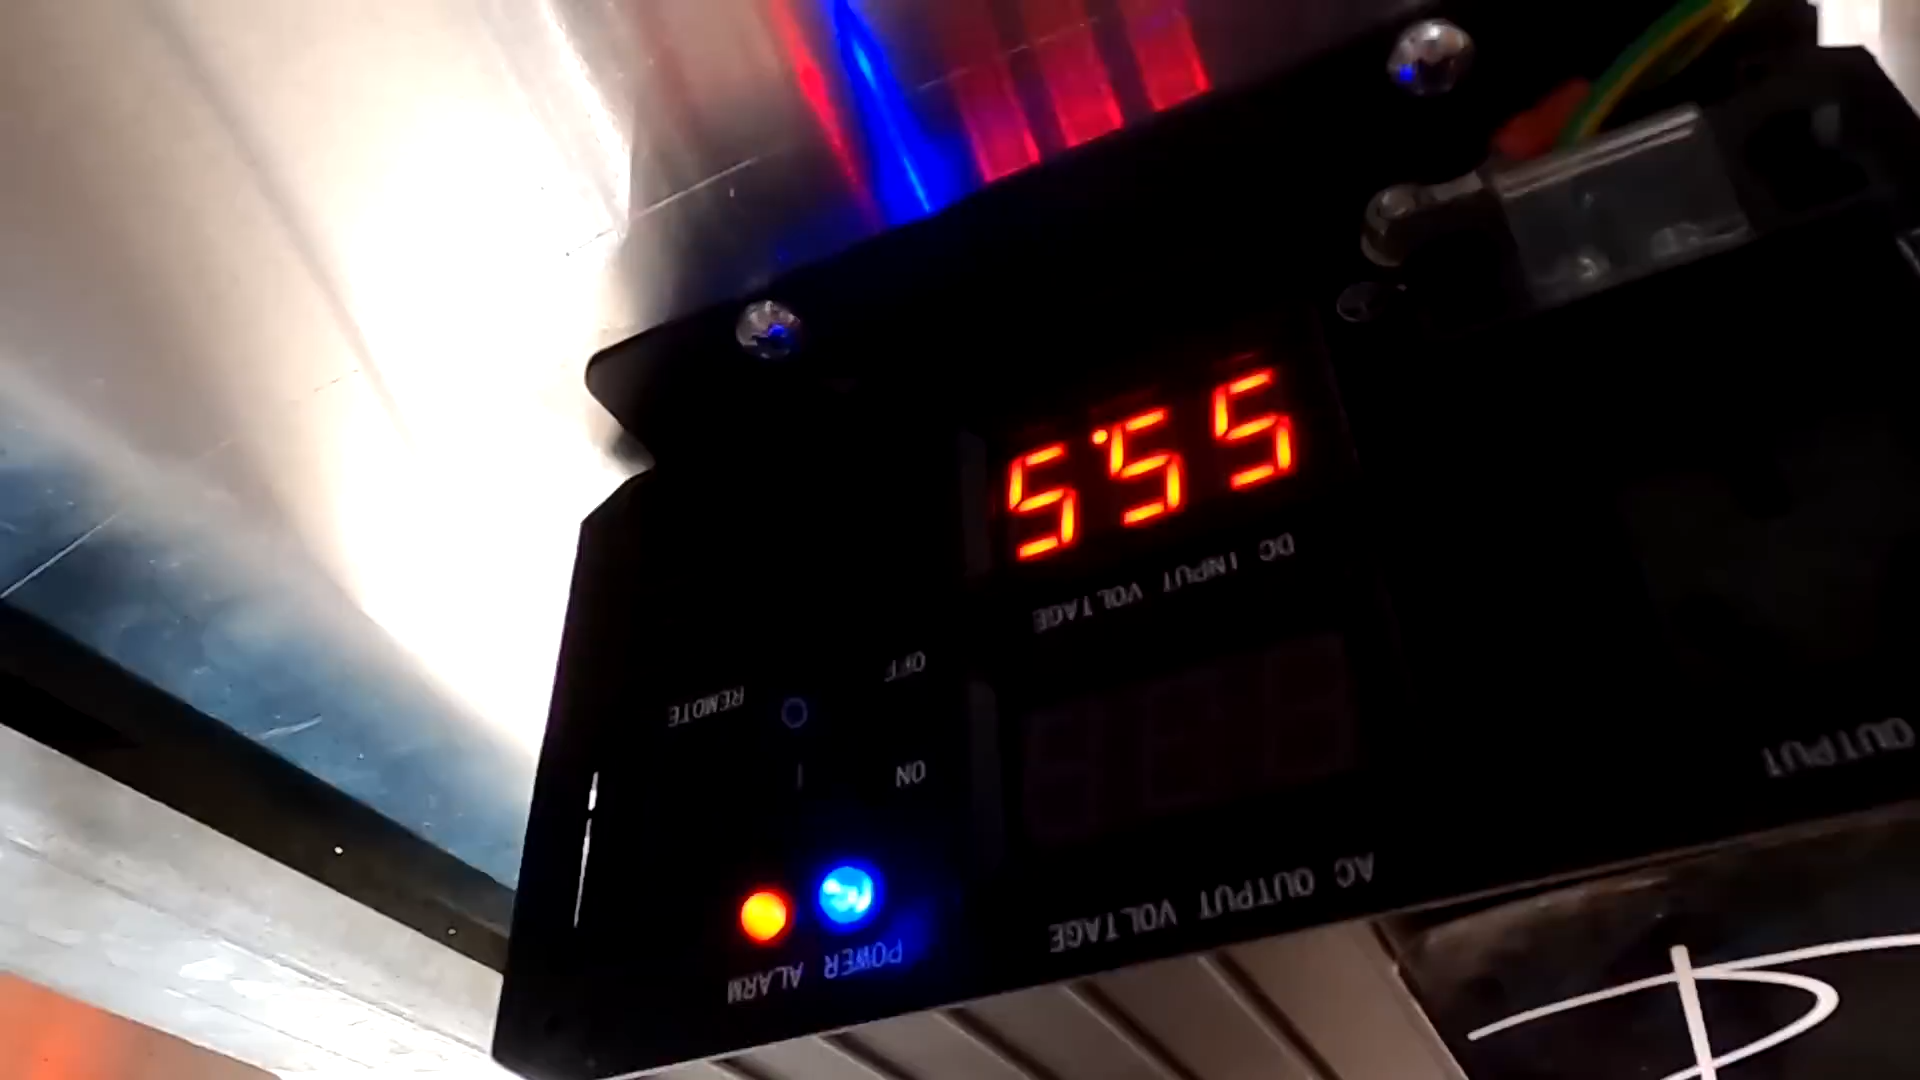 OUTPUT
AC OUTPUT VOLTAGE
DC INPUT VOLTAGE
55.5
POWER ALARM
ON
OFF
REMOTE